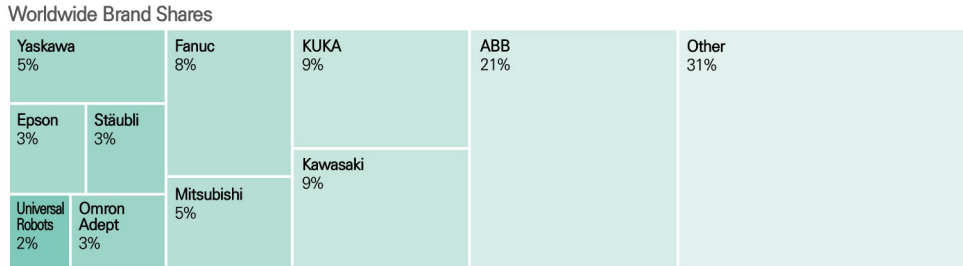 Worldwide Brand Shares
Yaskawa
5%
Epson
3%
Stäubli
3%
Universal
Robots
2%
Omron
Adept
3%
Fanuc
8%
Mitsubishi
5%
KUKA
9%
Kawasaki
9%
ABB
21%
Other
31%